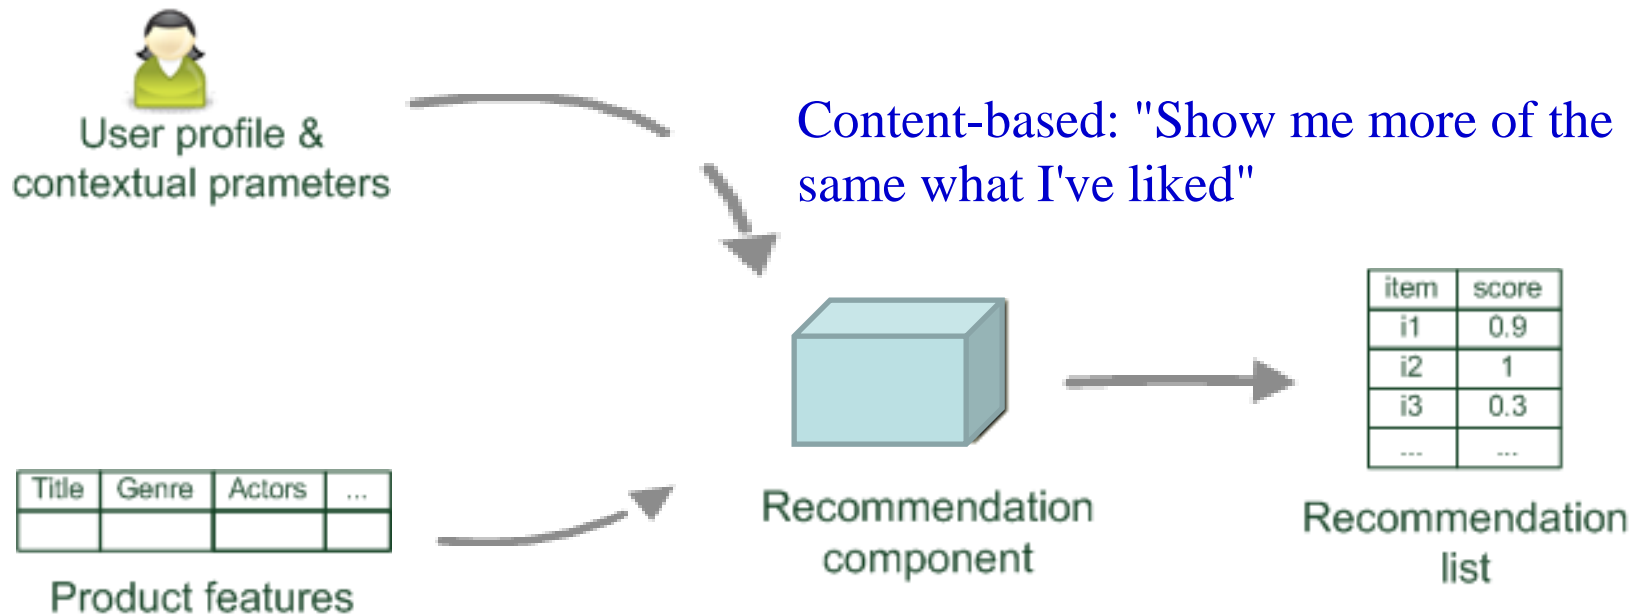 User profile &
contextual prameters
Content-based: "Show me more of the
same what I've liked"
item score
i1 0.9
i2 1
i3 0.3
... ...
Title Genre Actors ...
Product features
Recommendation
component
Recommendation
list